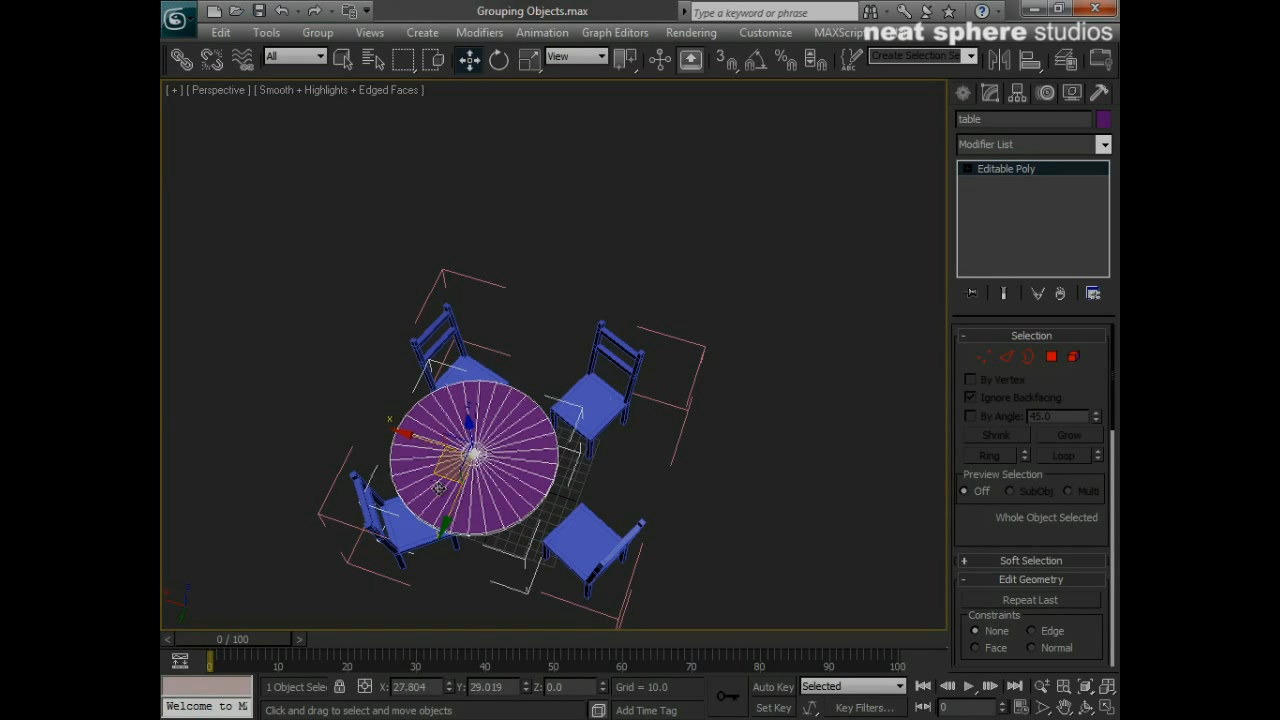 Grouping Objects.max
Type a keyword or phrase
Edit Tools Group Views Create Modifiers Animation Graph Editors Rendering Customize MAXScrip
neat sphere studios
All
View
3
Create Selection Se
[ + ] [ Perspective ] [ Smooth + Highlights + Edged Faces ]
table
Modifier List
Editable Poly
x
- Selection
By Vertex
Ignore Backfacing
By Angle: 45.0
Shrink Grow
Ring Loop
Preview Selection
Off SubObj Multi
Whole Object Selected
+ Soft Selection
- Edit Geometry
Repeat Last
Constraints
None Edge
Face Normal
< 0 / 100 >
0 10 20 30 40 50 60 70 80 90 100
1 Object Sele X: 27.804 Y: 29.019 Z: 0.0 Grid = 10.0 Auto Key Selected
Welcome to M
Click and drag to select and move objects Add Time Tag Set Key Key Filters... 0